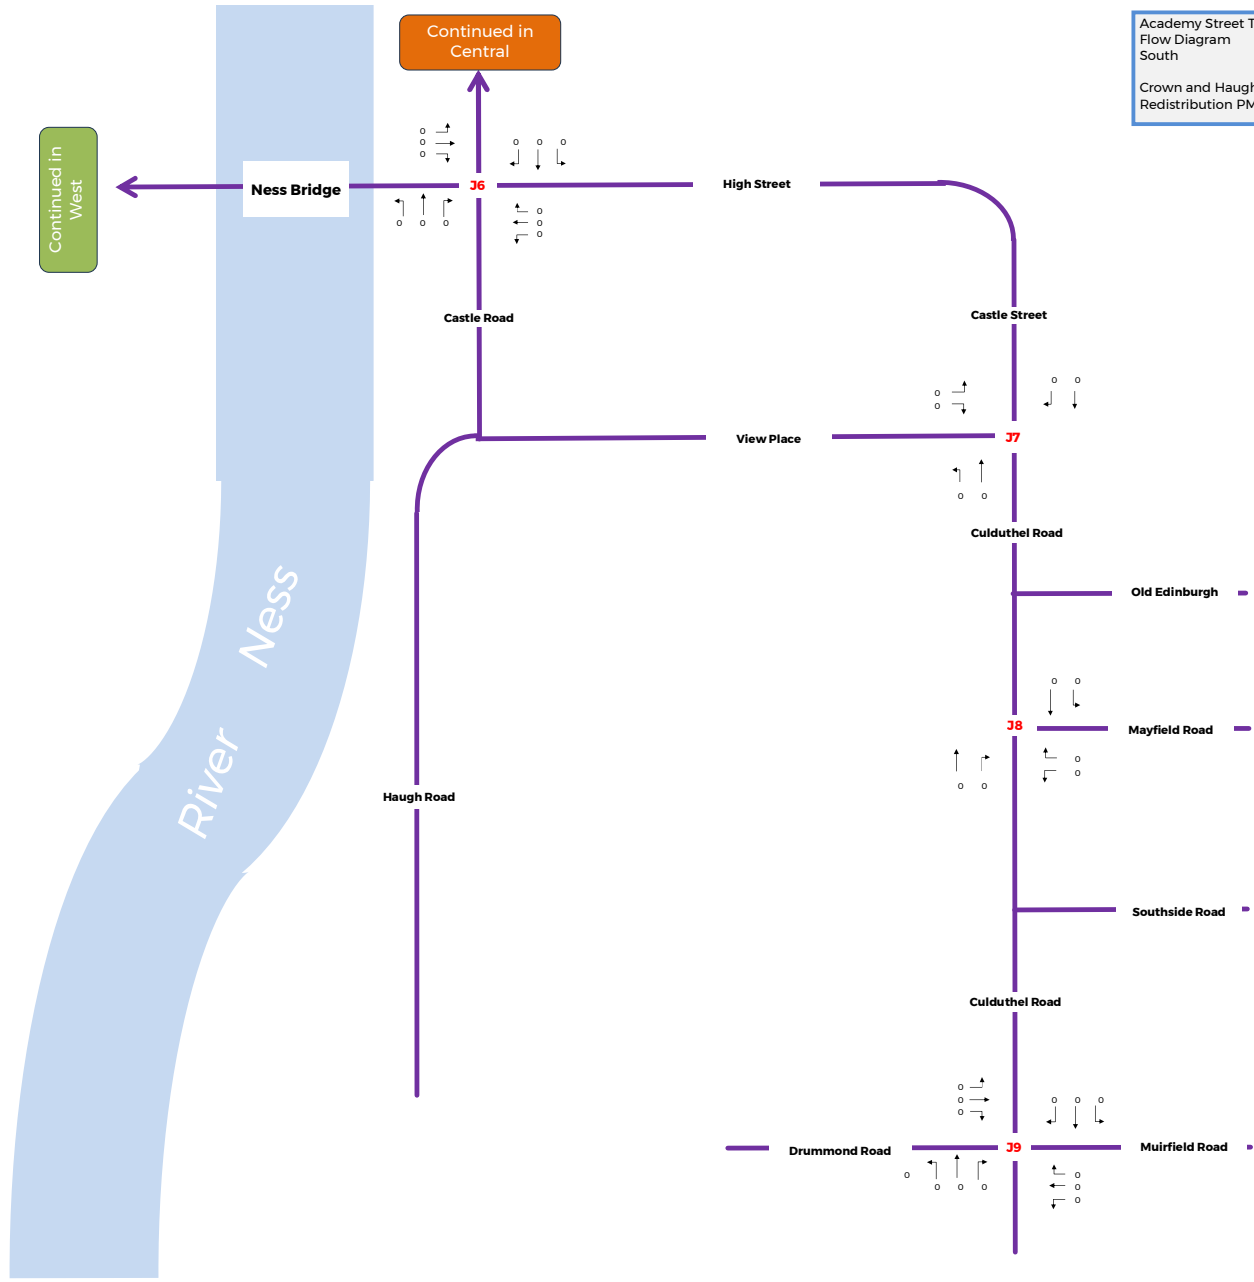 Continued in
Central
Academy Street T
Flow Diagram
South
Crown and Haugh
Redistribution PM
Continued in
West
o
o
o
o o o
Ness Bridge
J6
High Street
o o o
o
o
o
Castle Road
Castle Street
o
o
o o
View Place
J7
o o
Culduthel Road
River Ness
Old Edinburgh
o o
J8
Mayfield Road
o o
o
o
Haugh Road
Southside Road
Culduthel Road
o
o
o
o o o
Drummond Road
J9
Muirfield Road
o
o o o
o
o
o